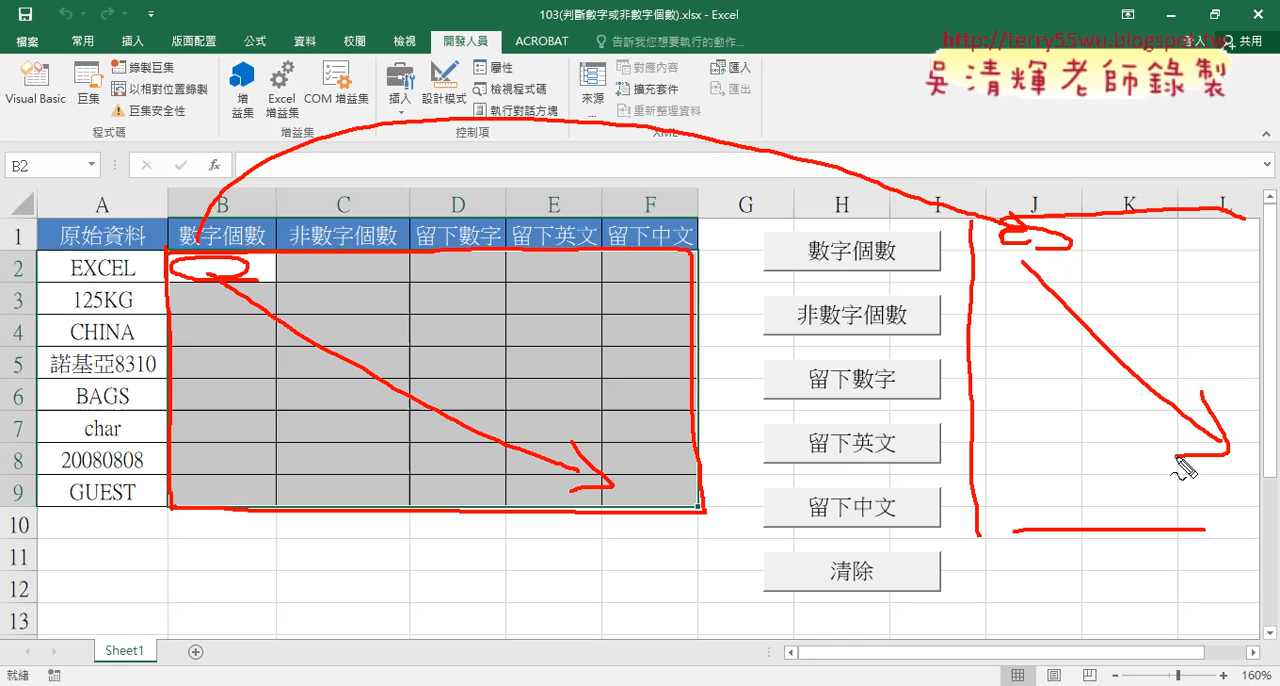 103(判斷數字或非數字個數).xlsx - Excel
檔案 常用 插入 版面配置 公式 資料 校閱 檢視 開發人員 ACROBAT 告訴我您想要執行的動作... 登入 共用
http://terry55wu.blogspot.tw
吳清輝老師錄製
Visual Basic 巨集 錄製巨集 以相對位置錄製 巨集安全性 程式碼
增益集 Excel 增益集 COM 增益集 增益集
插入 設計模式 屬性 檢視程式碼 執行對話方塊 控制項
來源 ... 對應內容 擴充套件 重新整理資料 匯入 匯出 XML
B2 fx
A B C D E F G H I J K L
1 原始資料 數字個數 非數字個數 留下數字 留下英文 留下中文
2 EXCEL 數字個數
3 125KG
4 CHINA 非數字個數
5 諾基亞8310
6 BAGS 留下數字
7 char
8 20080808 留下英文
9 GUEST
10 留下中文
11
12 清除
13
Sheet1
就緒 160%